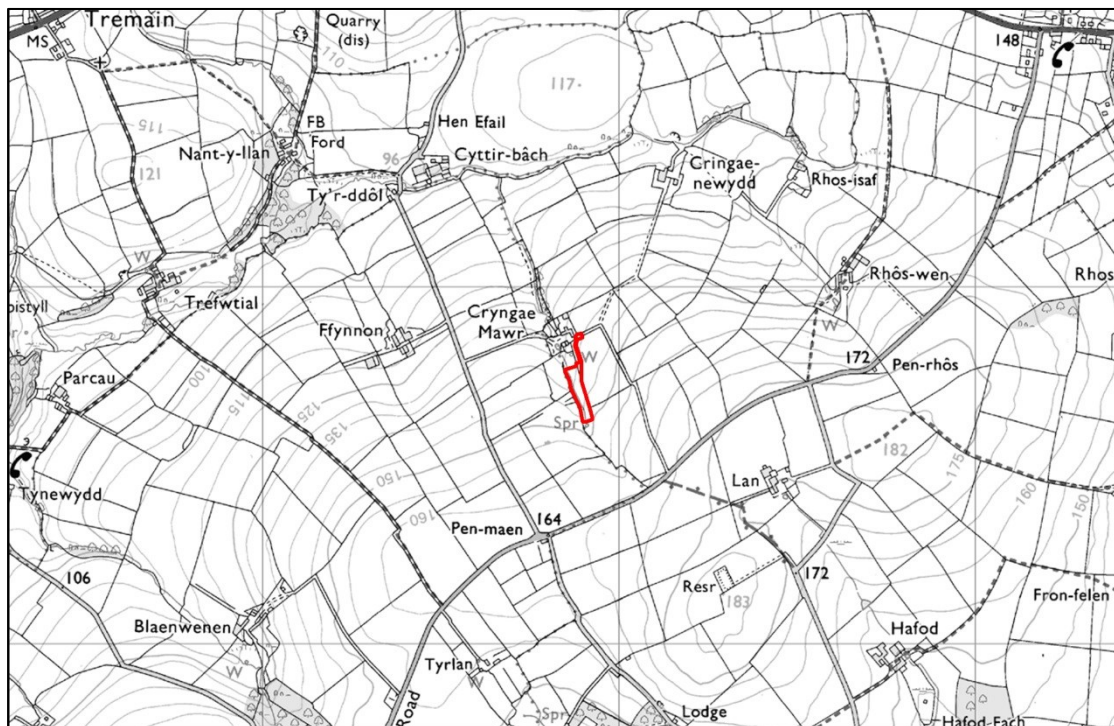 Tremain
MS
Quarry
(dis)
110
117
148
115
121
FB
Ford
Nant-y-llan
Hen Efail
96
Cyttir-bâch
Ty'r-ddôl
Cringae-
newydd
Rhos-isaf
W
Trefwtial
Rhôs-wen
Rhos
pistyll
Ffynnon
Cryngae
Mawr
W
W
Parcau
100
115
125
135
172
Pen-rhôs
Spr
150
160
182
175
160
150
Tynewydd
Lan
Pen-maen
164
106
Resr
183
172
Fron-felen
Blaenwenen
W
Hafod
Tyrlan
W
Road
Spr
Lodge
Hafod-Fach